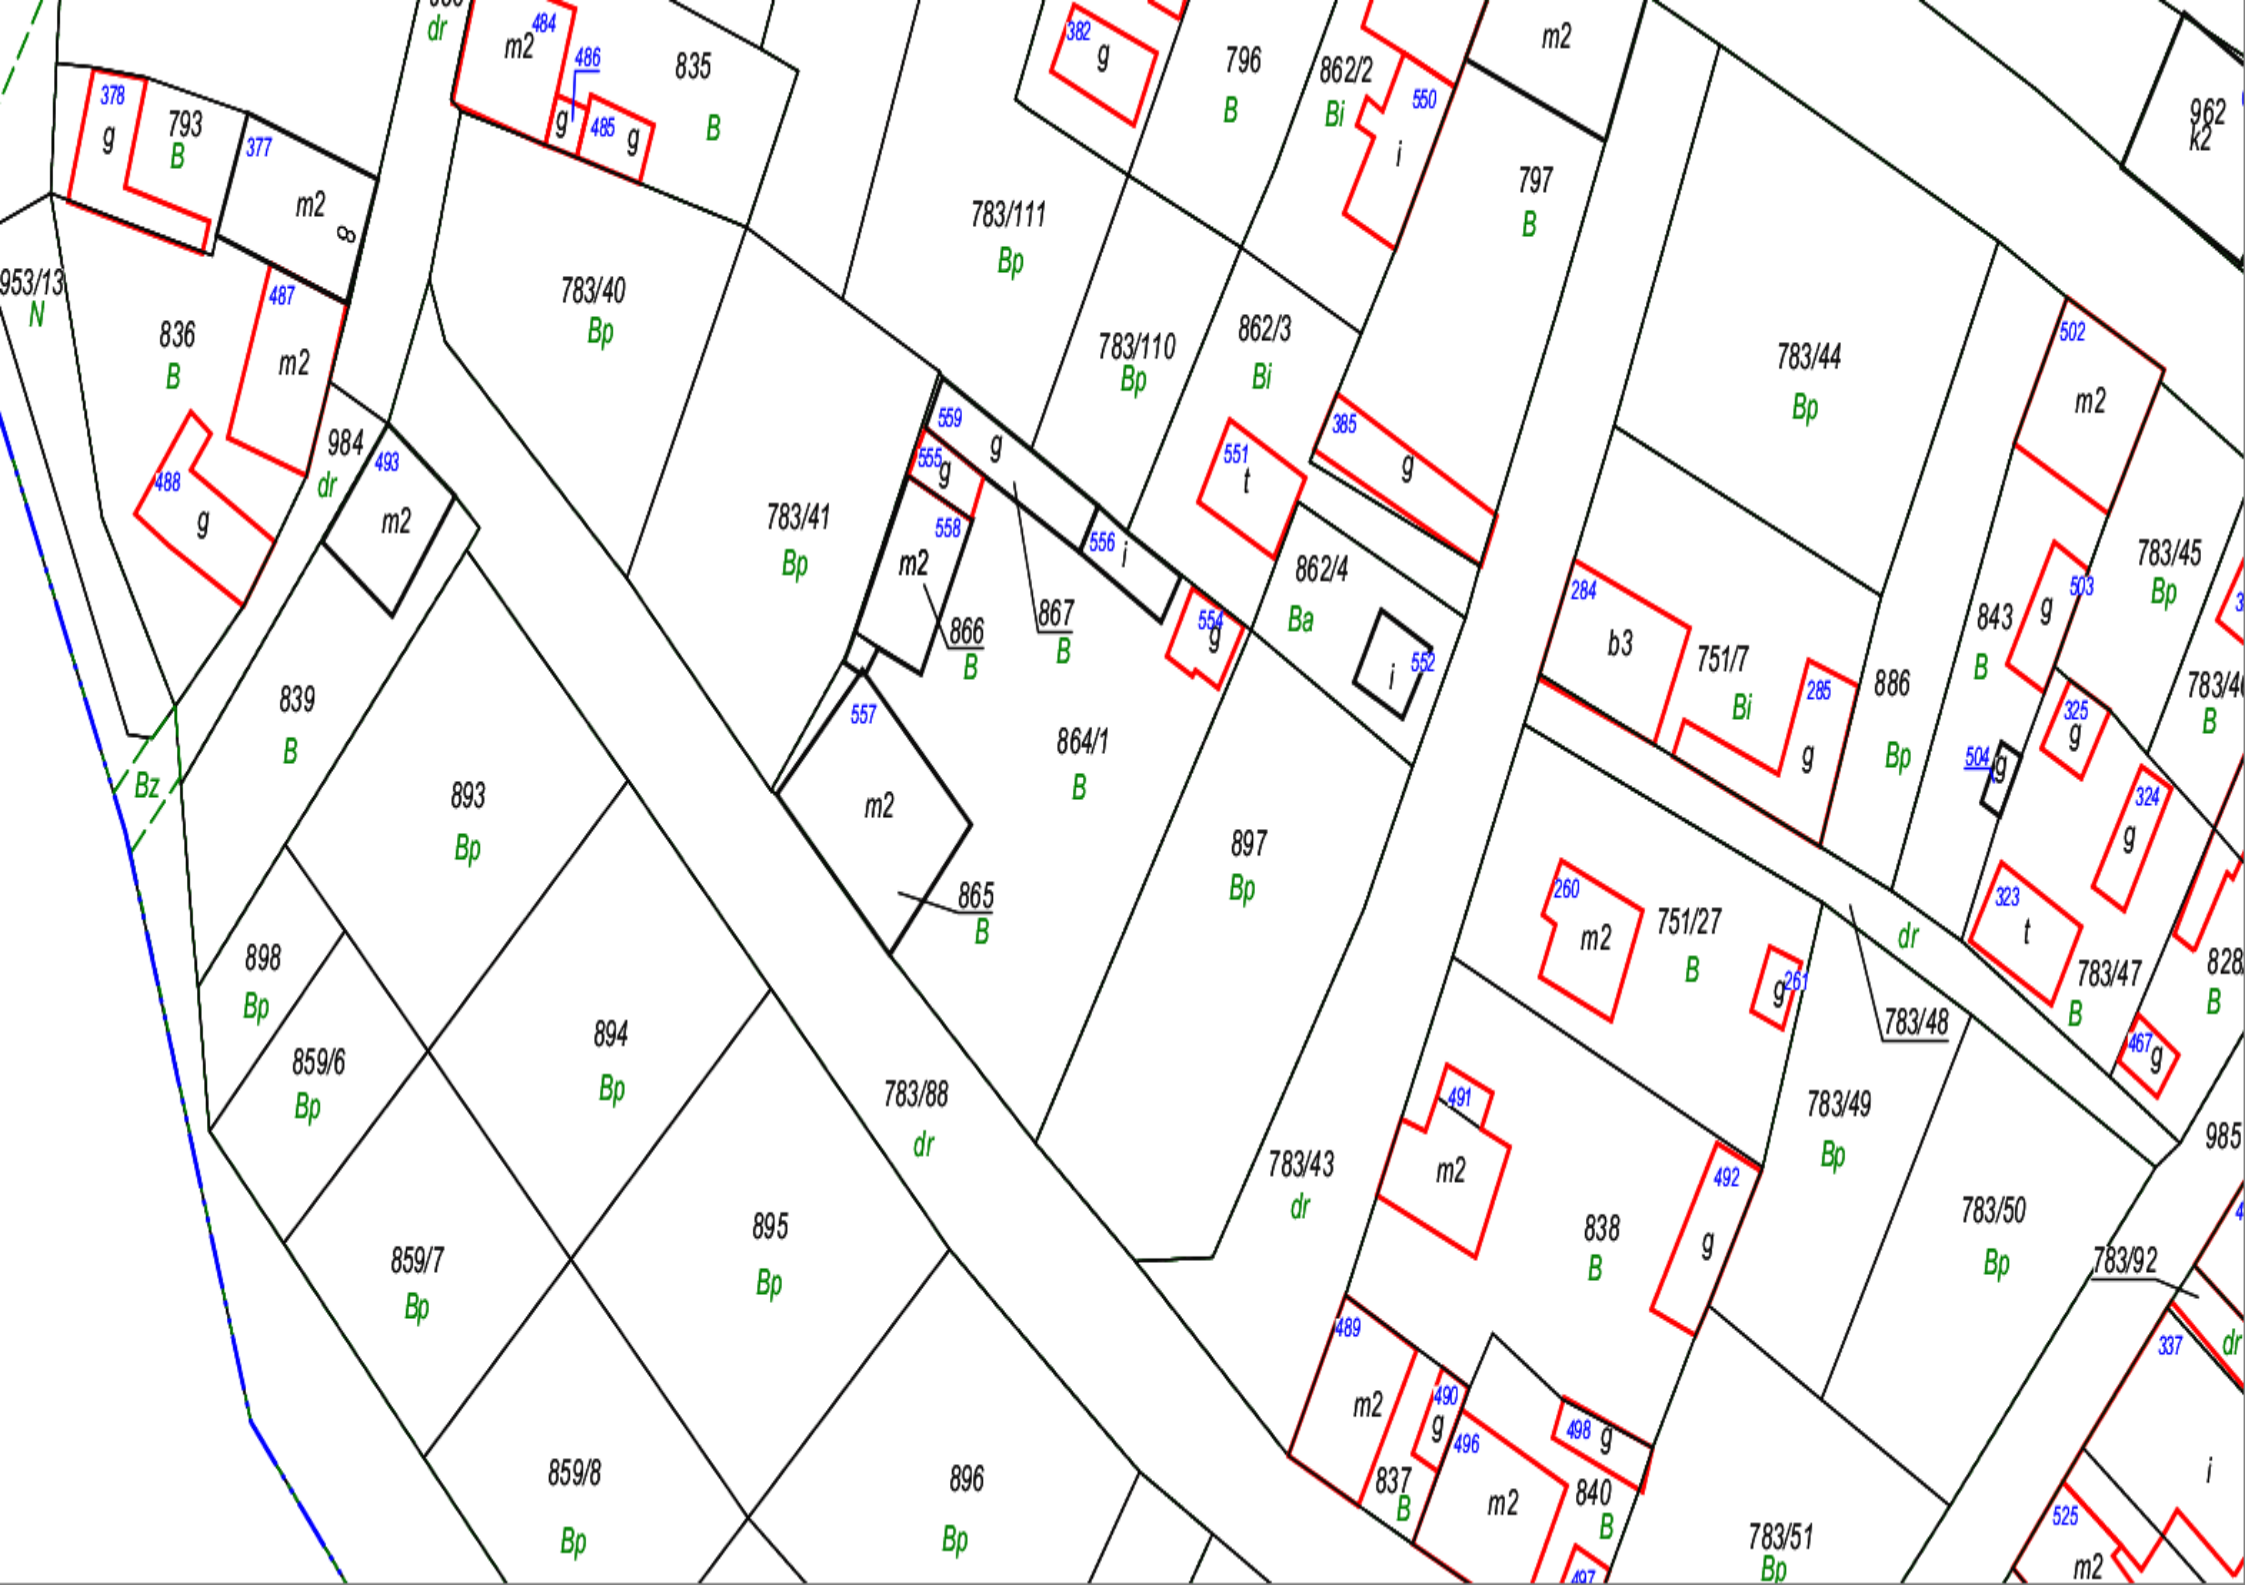 dr
m2
484
486
835
382
g
796
862/2
m2
B
Bi
550
378
793
g
485
g
B
g
B
377
i
962
k2
m2
8
797
B
783/111
Bp
953/13
N
487
783/40
Bp
836
B
m2
862/3
Bi
783/110
Bp
783/44
Bp
502
m2
385
g
559
g
984
dr
493
m2
488
g
555
g
551
t
783/41
Bp
558
m2
556
i
862/4
Ba
783/45
Bp
503
g
284
b3
843
B
867
B
866
B
554
g
552
i
751/7
Bi
285
g
886
Bp
325
g
504
g
B
839
B
557
m2
864/1
B
Bz
893
Bp
324
g
897
Bp
865
B
260
m2
751/27
B
261
g
323
t
dr
783/47
B
B
898
Bp
783/48
467
g
859/6
Bp
894
Bp
783/88
dr
491
783/49
Bp
985
783/43
dr
m2
492
g
838
B
783/50
Bp
783/92
895
Bp
859/7
Bp
489
m2
337
dr
490
g
496
498
g
837
B
m2
840
B
859/8
Bp
896
Bp
783/51
Bp
497
i
525
m2